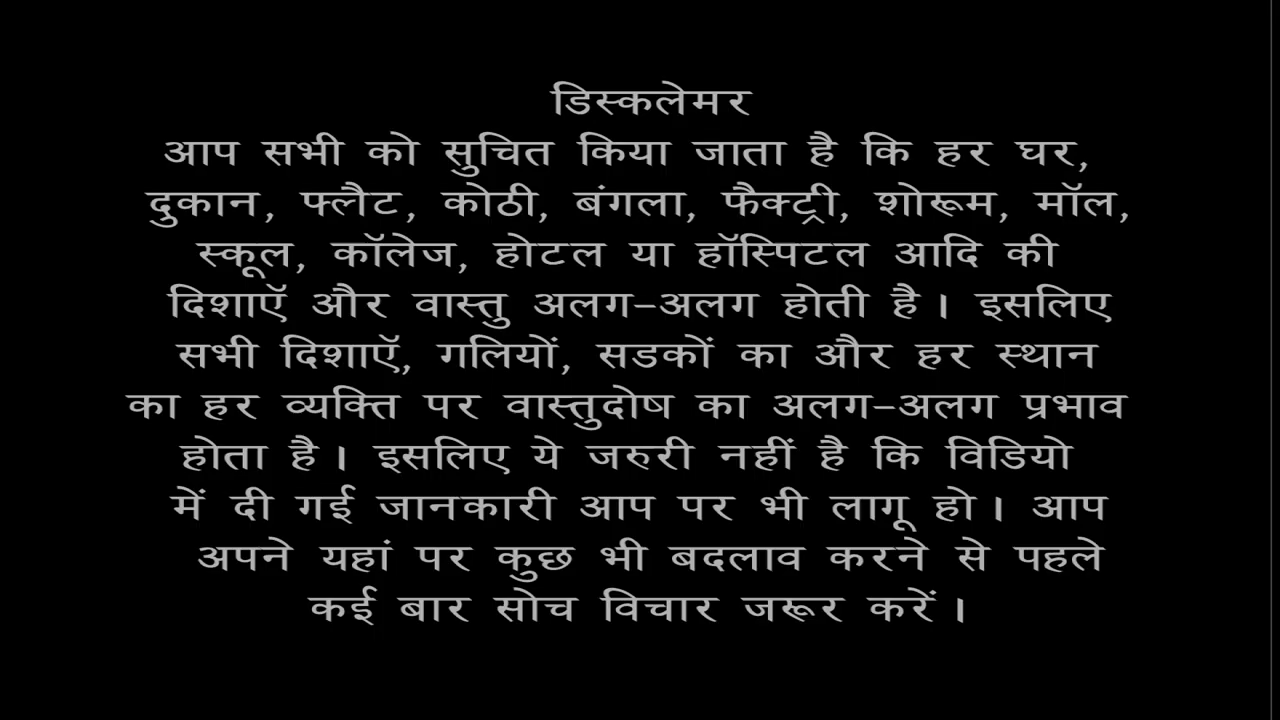 डिस्कलेमर
आप सभी को सुचित किया जाता है कि हर घर,
दुकान, फ्लैट, कोठी, बंगला, फैक्ट्री, शोरूम, मॉल,
स्कूल, कॉलेज, होटल या हॉस्पिटल आदि की
दिशाऍ और वास्तु अलग-अलग होती है। इसलिए
सभी दिशाऍ, गलियों, सडकों का और हर स्थान
का हर व्यक्ति पर वास्तुदोष का अलग-अलग प्रभाव
होता है। इसलिए ये जरुरी नहीं है कि विडियो
में दी गई जानकारी आप पर भी लागू हो। आप
अपने यहां पर कुछ भी बदलाव करने से पहले
कई बार सोच विचार जरूर करें।